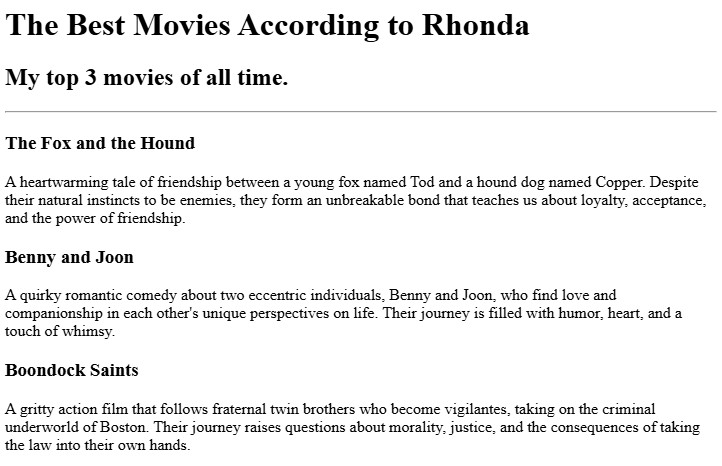 The Best Movies According to Rhonda
My top 3 movies of all time.
The Fox and the Hound
A heartwarming tale of friendship between a young fox named Tod and a hound dog named Copper. Despite
their natural instincts to be enemies, they form an unbreakable bond that teaches us about loyalty, acceptance,
and the power of friendship.
Benny and Joon
A quirky romantic comedy about two eccentric individuals, Benny and Joon, who find love and
companionship in each other's unique perspectives on life. Their journey is filled with humor, heart, and a
touch of whimsy.
Boondock Saints
A gritty action film that follows fraternal twin brothers who become vigilantes, taking on the criminal
underworld of Boston. Their journey raises questions about morality, justice, and the consequences of taking
the law into their own hands.